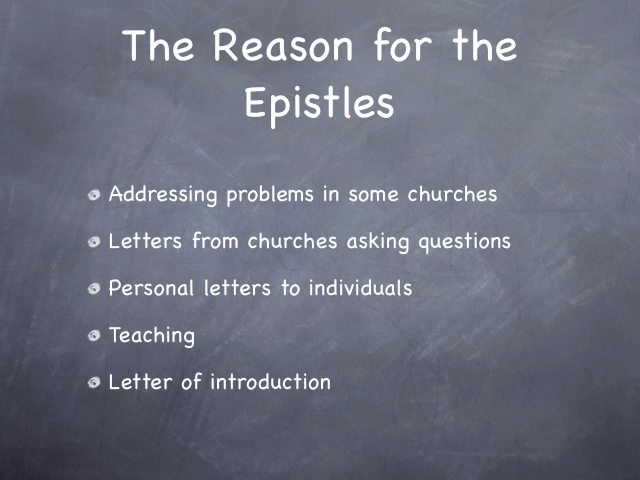 The Reason for the
Epistles
Addressing problems in some churches
Letters from churches asking questions
Personal letters to individuals
Teaching
Letter of introduction